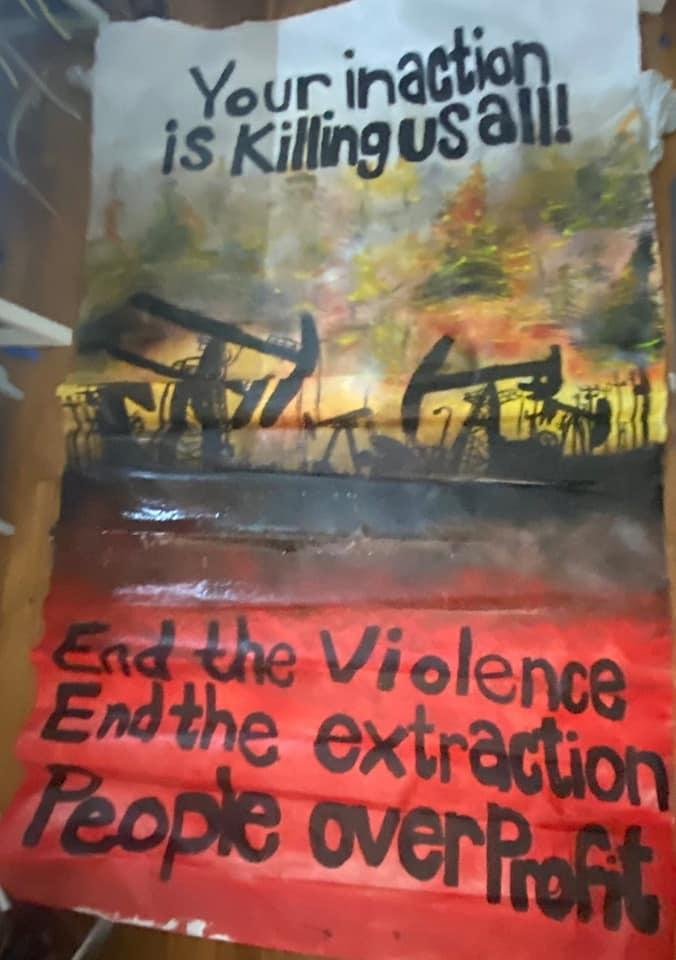 Your inaction
is Killing us all!
End the Violence
End the extraction
People over Profit